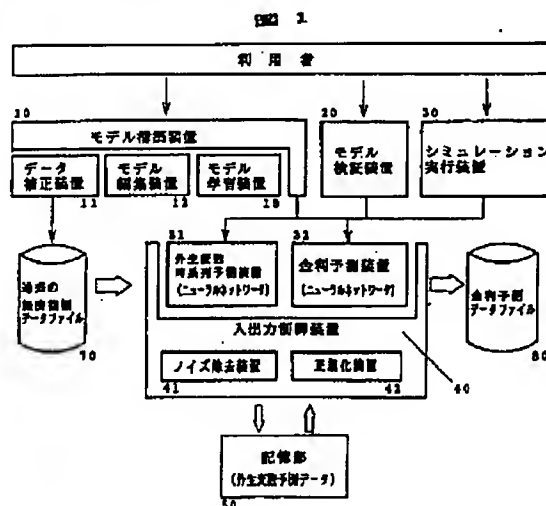 図 1
利用者
10
20
30
モデル構築装置
モデル
検証装置
シミュレーション
実行装置
データ
補正装置
モデル
編集装置
モデル
学習装置
11
12
31
32
過去の
データファイル
70
外生変数
時系列予測装置
(ニューラルネットワーク)
金利予測装置
(ニューラルネットワーク)
金利予測
データファイル
80
入出力制御装置
ノイズ除去装置
正規化装置
41
42
40
記憶部
(外生変数予測データ)
50